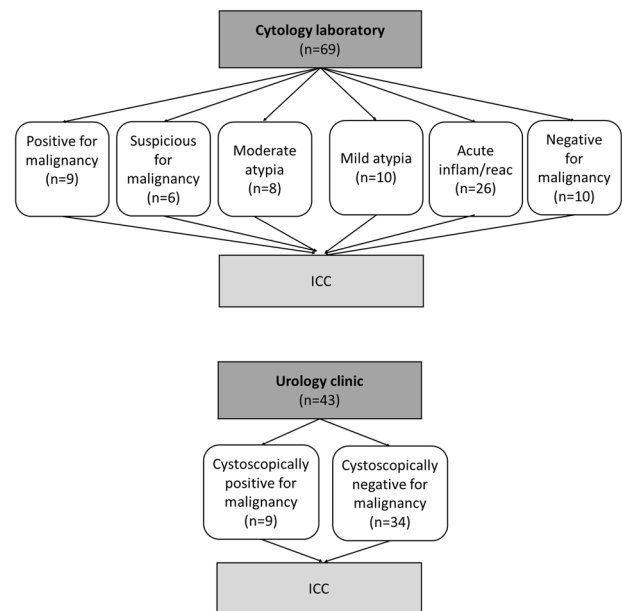 Cytology laboratory
(n=69)
Positive for
malignancy
(n=9)
Suspicious
for
malignancy
(n=6)
Moderate
atypia
(n=8)
Mild atypia
(n=10)
Acute
inflam/reac
(n=26)
Negative
for
malignancy
(n=10)
ICC
Urology clinic
(n=43)
Cystoscopically
positive for
malignancy
(n=9)
Cystoscopically
negative for
malignancy
(n=34)
ICC